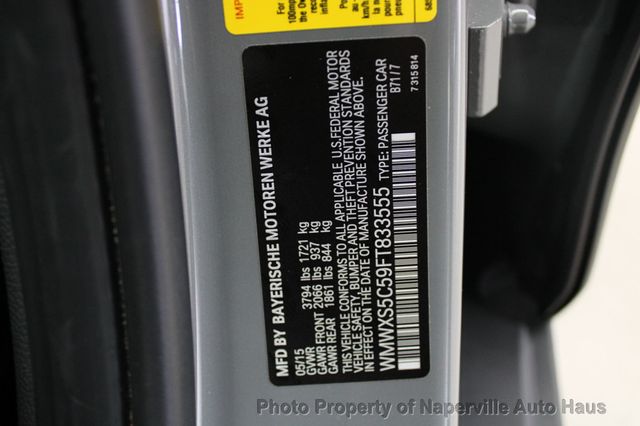 MFD BY BAYERISCHE MOTOREN WERKE AG
05/15
GVWR 3794 lbs 1721 kg
GAWR FRONT 2066 lbs 937 kg
GAWR REAR 1861 lbs 844 kg
THIS VEHICLE CONFORMS TO ALL APPLICABLE U.S.FEDERAL MOTOR
VEHICLE SAFETY, BUMPER AND THEFT PREVENTION STANDARDS
IN EFFECT ON THE DATE OF MANUFACTURE SHOWN ABOVE.
WMWXS5C59FT833555 TYPE: PASSENGER CAR
B71/7
7 315 814
Photo Property of Naperville Auto Haus